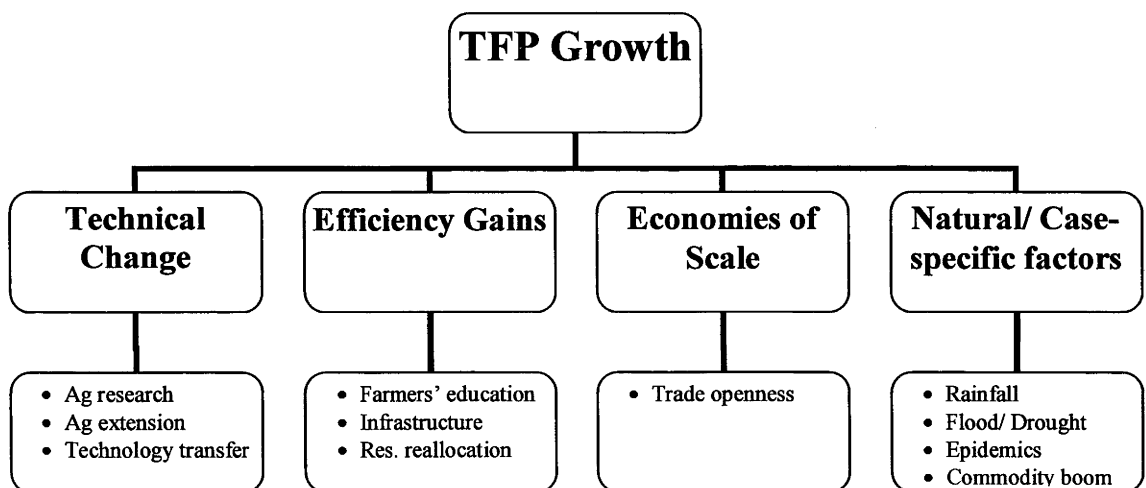 TFP Growth
Technical
Change
Efficiency Gains
Economies of
Scale
Natural/ Case-
specific factors
• Ag research
• Ag extension
• Technology transfer
• Farmers' education
• Infrastructure
• Res. reallocation
• Trade openness
• Rainfall
• Flood/ Drought
• Epidemics
• Commodity boom